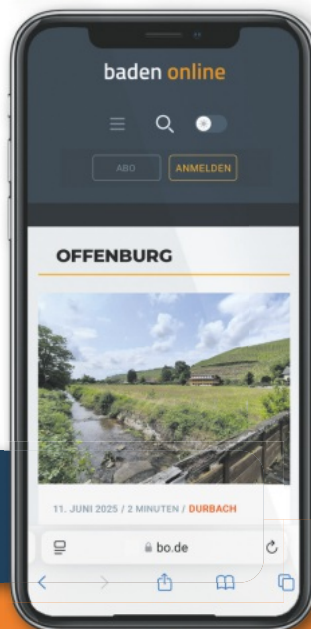 baden online
ABO
ANMELDEN
OFFENBURG
11. JUNI 2025 / 2 MINUTEN / DURBACH
bo.de